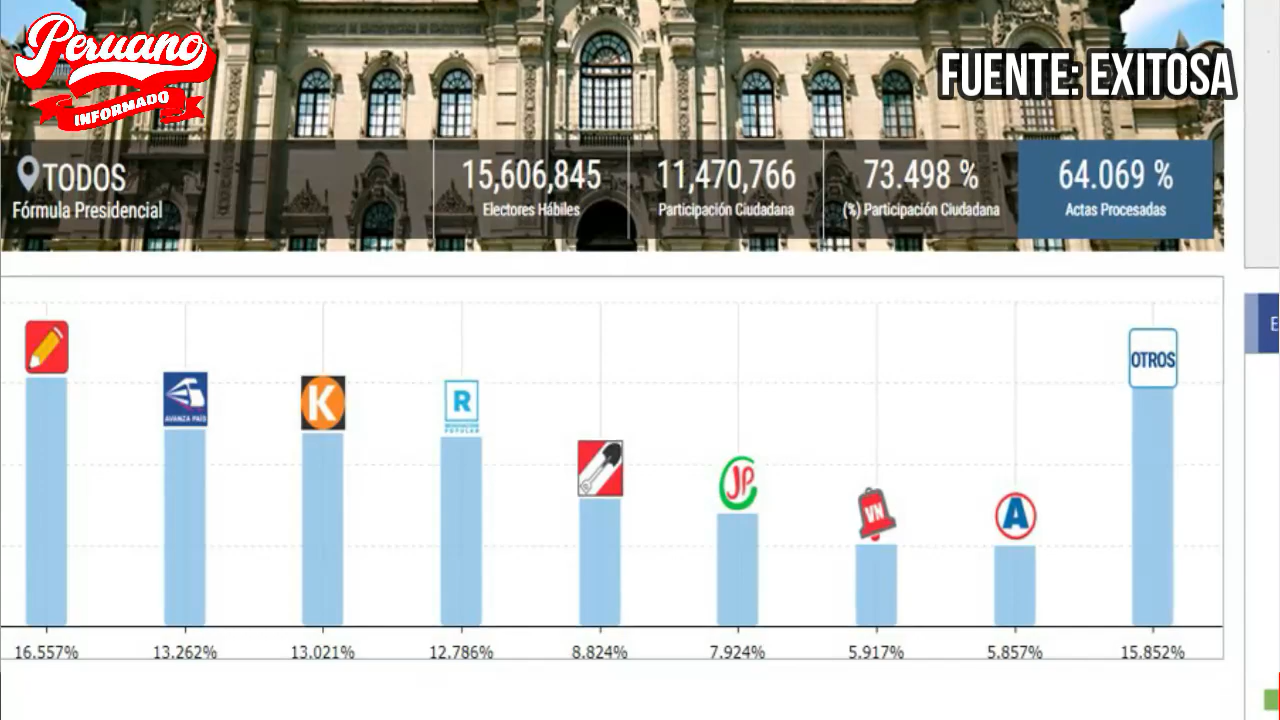 Peruano
INFORMADO
FUENTE: EXITOSA
TODOS
Fórmula Presidencial
15,606,845
Electores Hábiles
11,470,766
Participación Ciudadana
73.498 %
(%) Participación Ciudadana
64.069 %
Actas Procesadas
E
AVANZA PAÍS
K
R
RENOVACIÓN
POPULAR
JP
VN
A
OTROS
16.557%
13.262%
13.021%
12.786%
8.824%
7.924%
5.917%
5.857%
15.852%